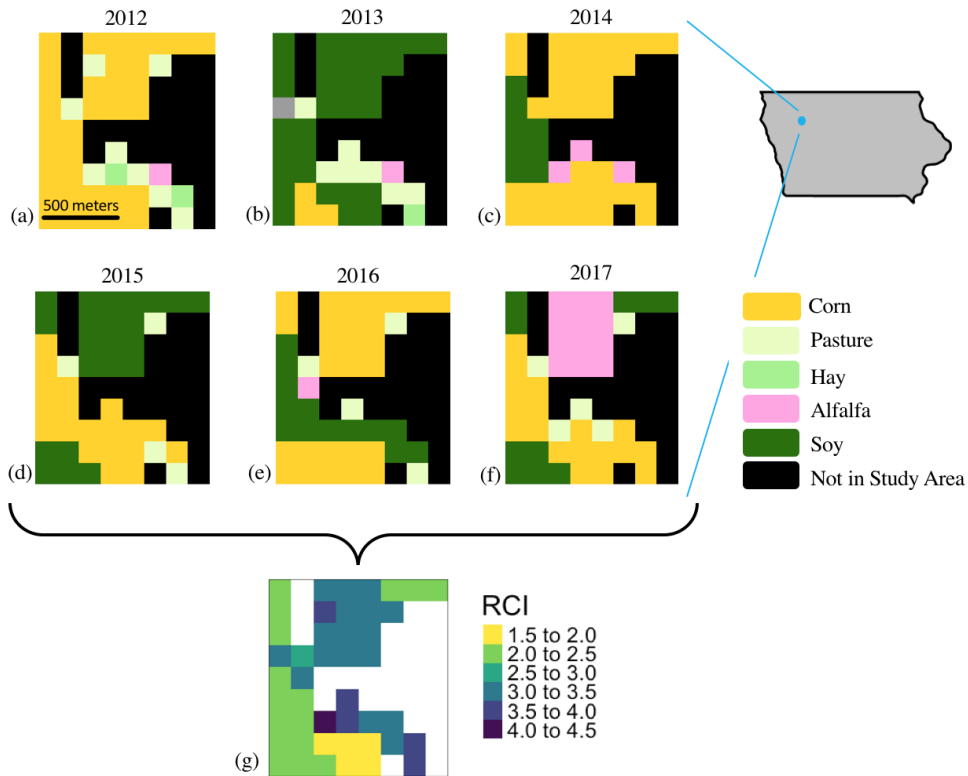 2012
2013
2014
500 meters
(a)
(b)
(c)
2015
2016
2017
(d)
(e)
(f)
Corn
Pasture
Hay
Alfalfa
Soy
Not in Study Area
RCI
1.5 to 2.0
2.0 to 2.5
2.5 to 3.0
3.0 to 3.5
3.5 to 4.0
4.0 to 4.5
(g)